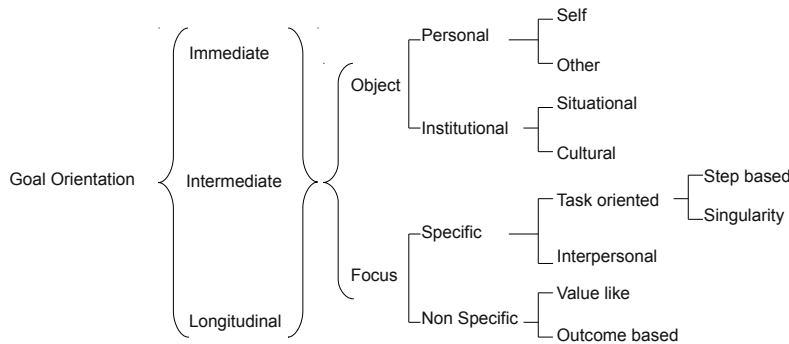 Goal Orientation
Immediate
Intermediate
Longitudinal
Object
Focus
Personal
Institutional
Specific
Non Specific
Self
Other
Situational
Cultural
Task oriented
Interpersonal
Value like
Outcome based
Step based
Singularity